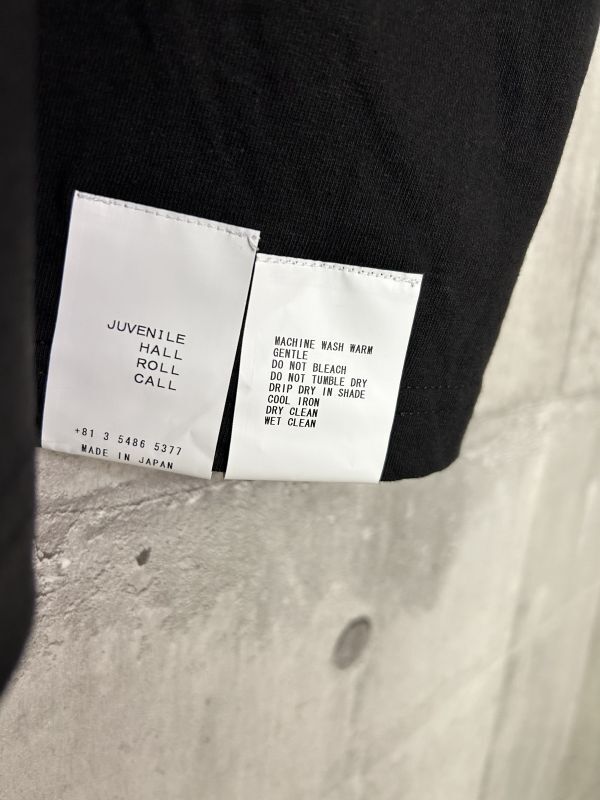 JUVENILE
HALL
ROLL
CALL
+81 3 5486 5377
MADE IN JAPAN
MACHINE WASH WARM
GENTLE
DO NOT BLEACH
DO NOT TUMBLE DRY
DRIP DRY IN SHADE
COOL IRON
DRY CLEAN
WET CLEAN